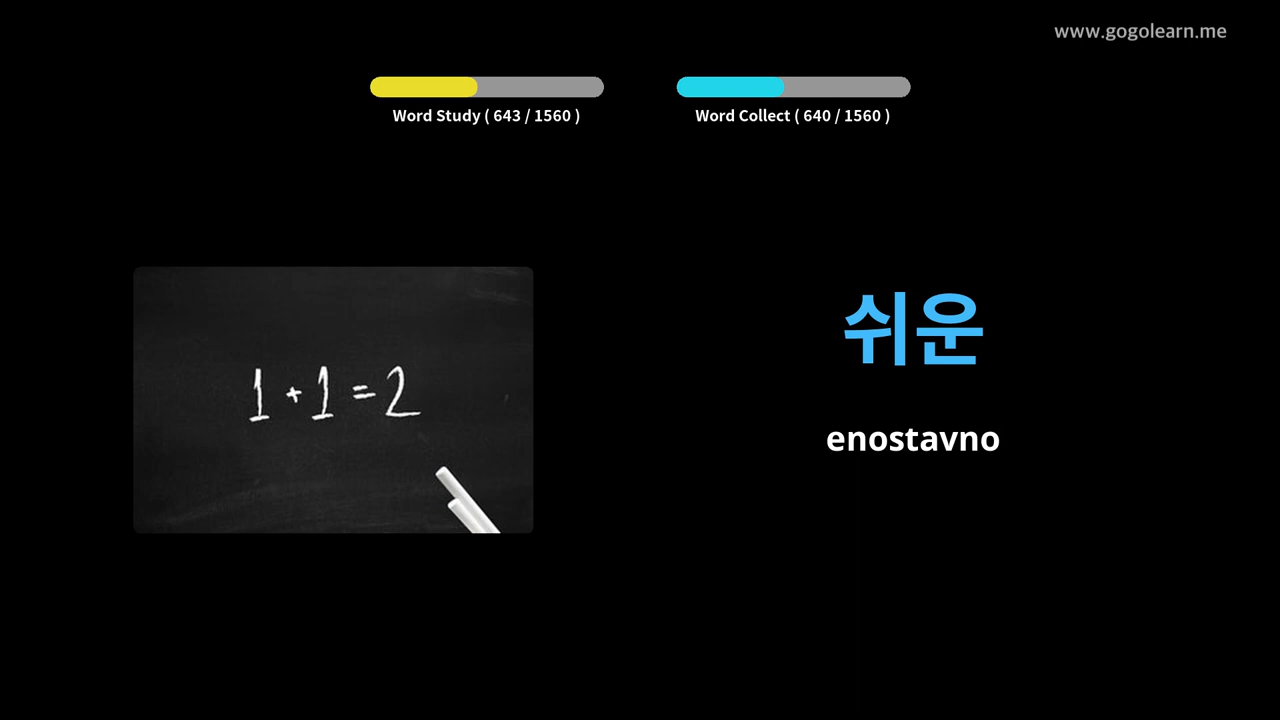 www.gogolearn.me
Word Study ( 643 / 1560 )
Word Collect ( 640 / 1560 )
1 + 1 = 2
쉬운
enostavno